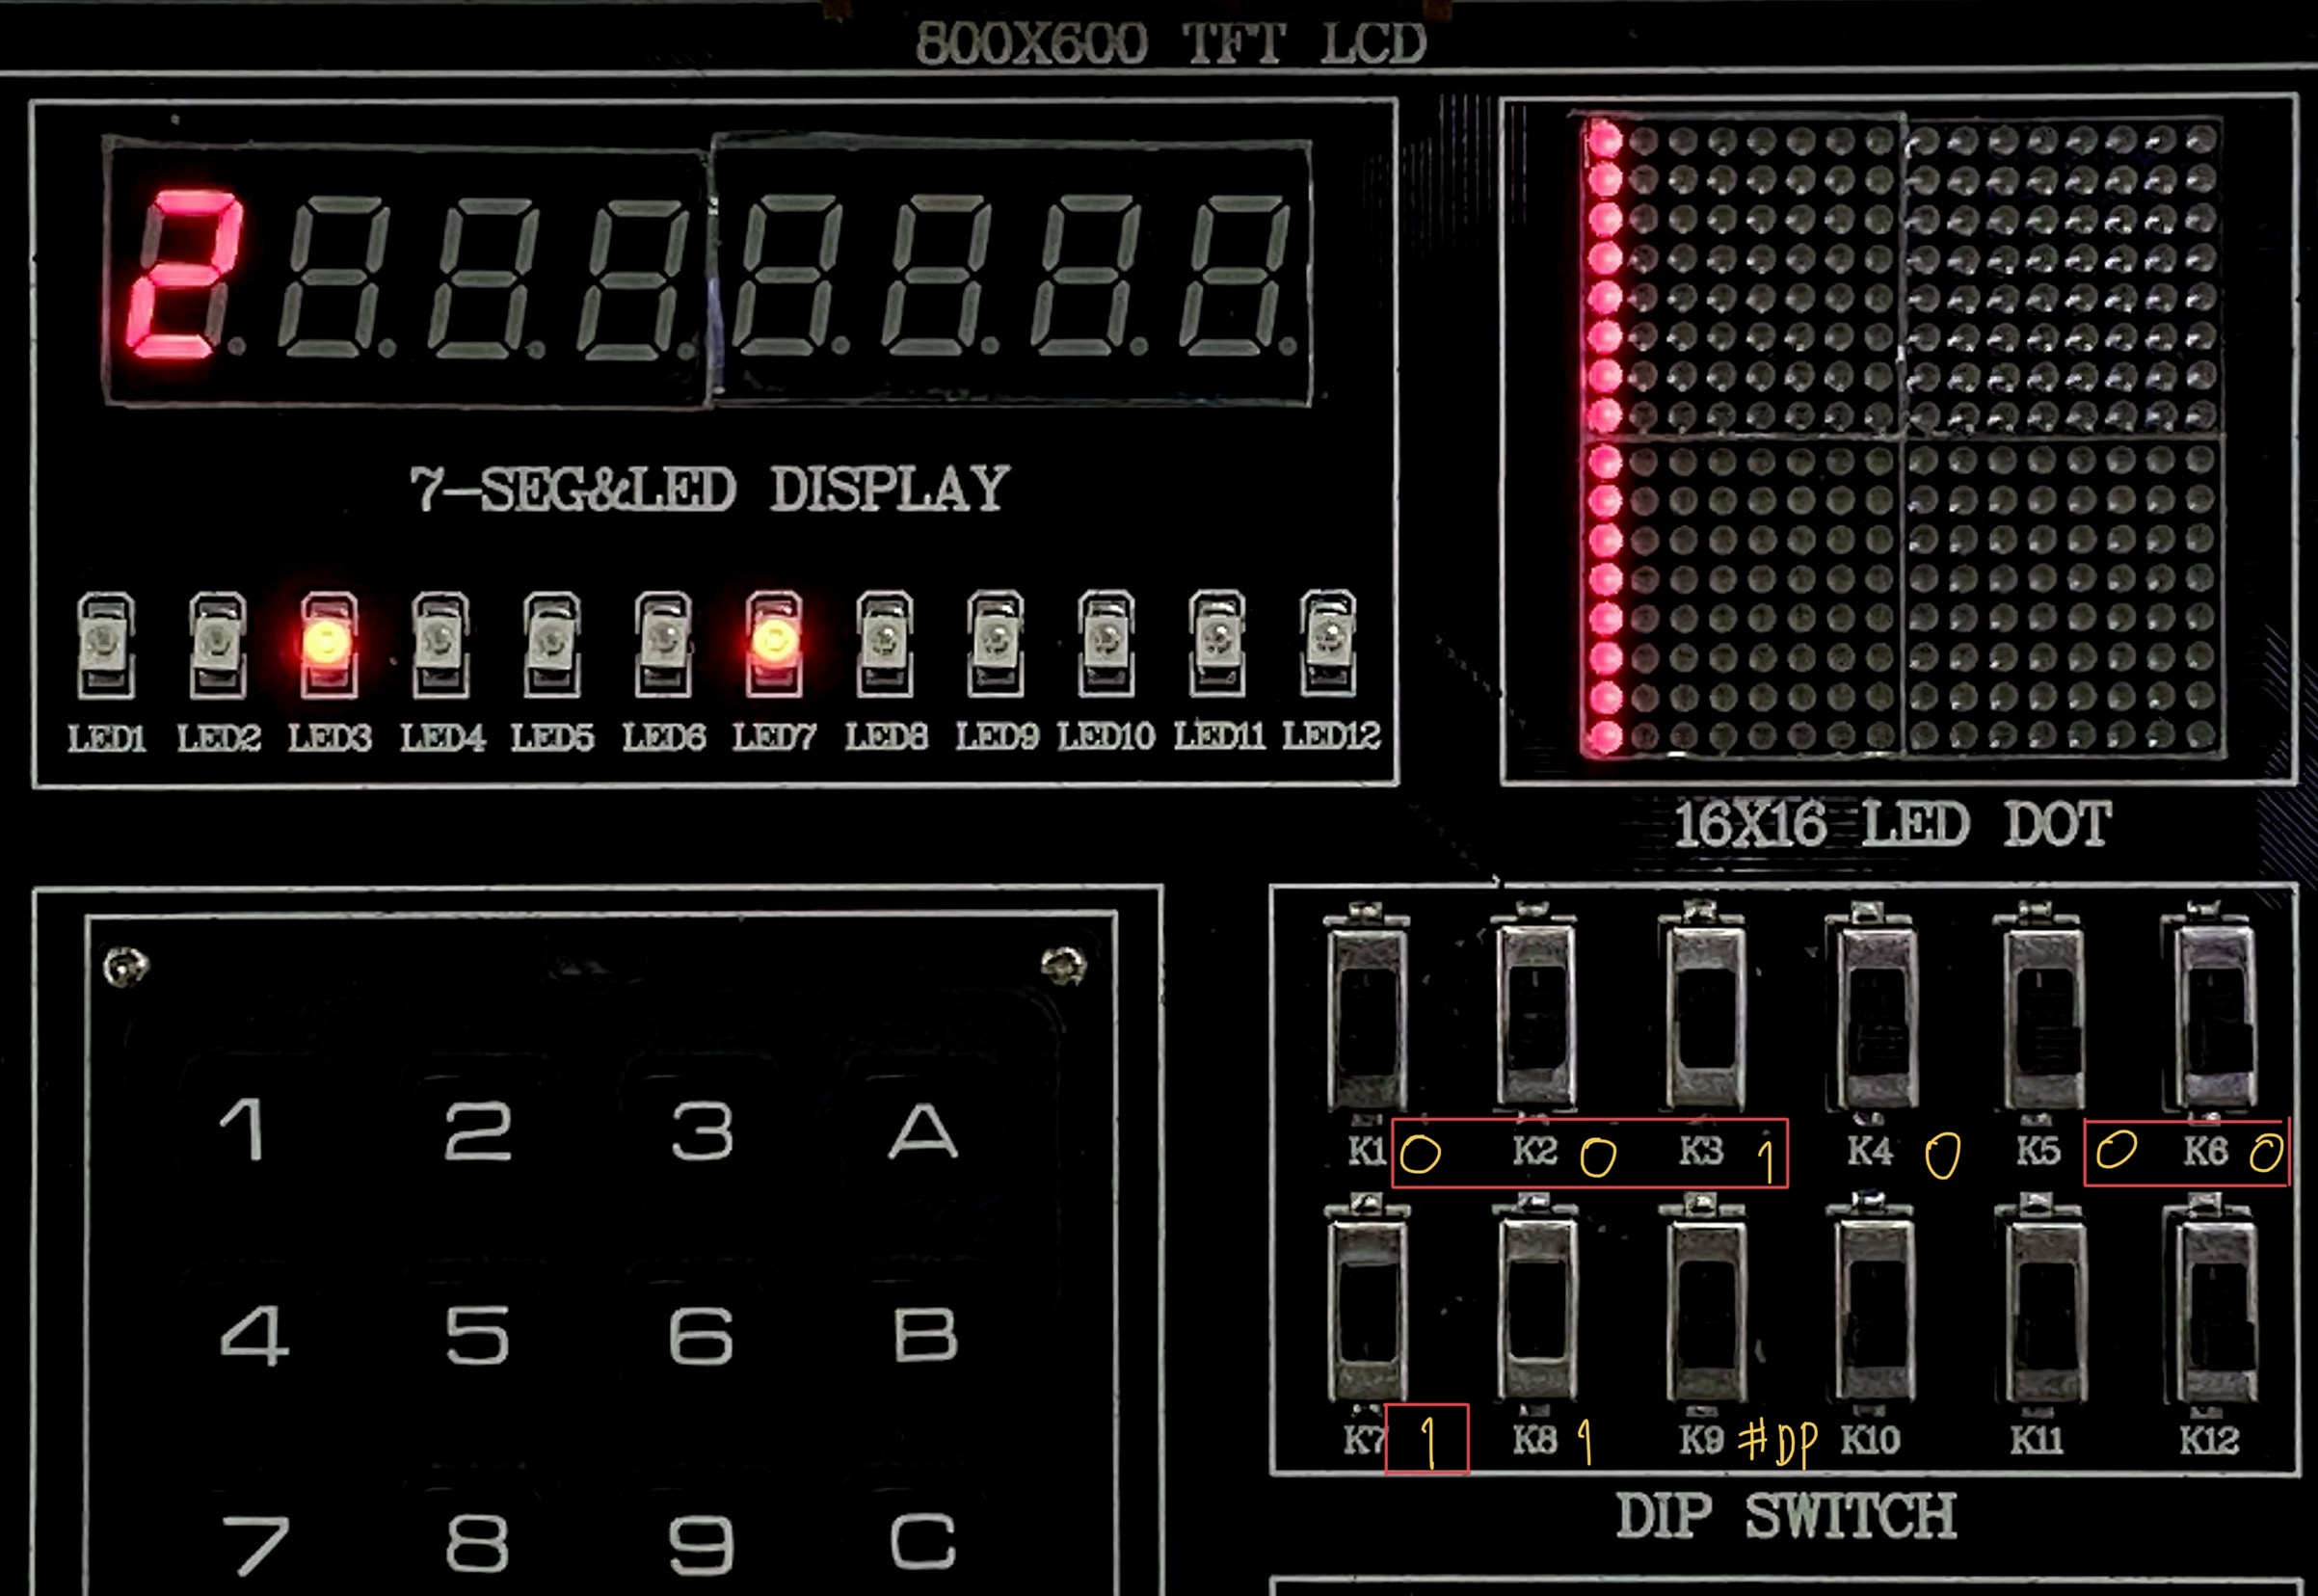 800X600 TFT LCD
2
7-SEG&LED DISPLAY
LED1 LED2 LED3 LED4 LED5 LED6 LED7 LED8 LED9 LED10 LED11 LED12
16X16 LED DOT
1 2 3 A
4 5 6 B
7 8 9 C
K1 0 K2 0 K3 1 K4 0 K5 0 K6 0
K7 1 K8 1 K9 #DP K10 K11 K12
DIP SWITCH